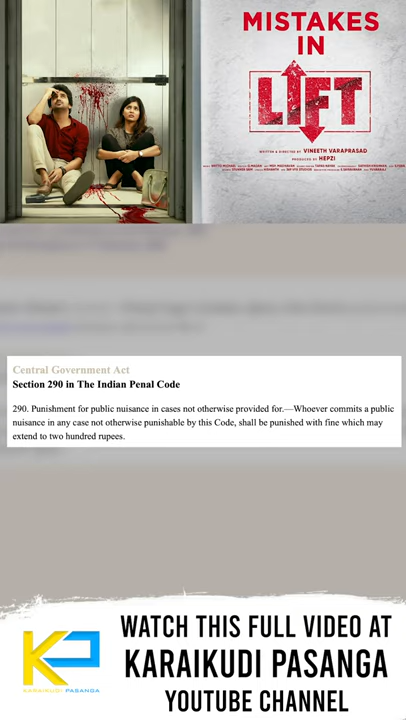 MISTAKES
IN
LIFT
WRITTEN & DIRECTED BY VINEETH VARAPRASAD
PRODUCED BY HEPZI
Central Government Act
Section 290 in The Indian Penal Code
290. Punishment for public nuisance in cases not otherwise provided for.—Whoever commits a public
nuisance in any case not otherwise punishable by this Code, shall be punished with fine which may
extend to two hundred rupees.
WATCH THIS FULL VIDEO AT
KARAIKUDI PASANGA
YOUTUBE CHANNEL
KP
KARAIKUDI PASANGA